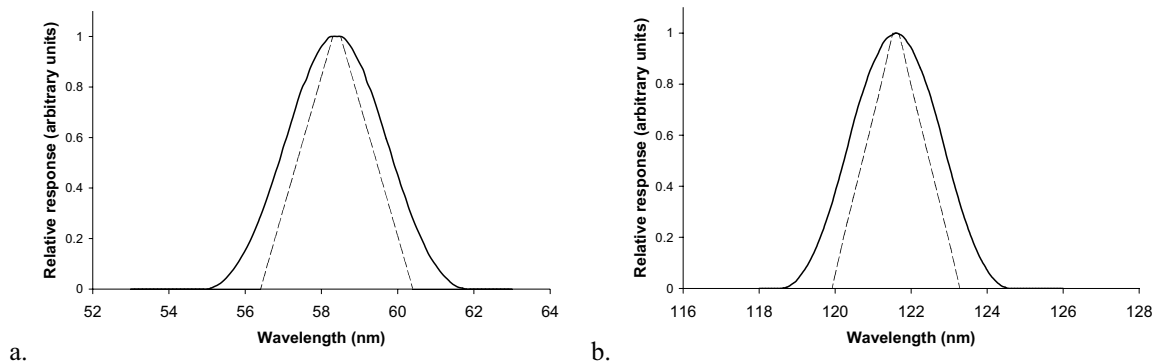 Relative response (arbitrary units)
1
0.8
0.6
0.4
0.2
0
52 54 56 58 60 62 64
Wavelength (nm)
a.
Relative response (arbitrary units)
1
0.8
0.6
0.4
0.2
0
116 118 120 122 124 126 128
Wavelength (nm)
b.